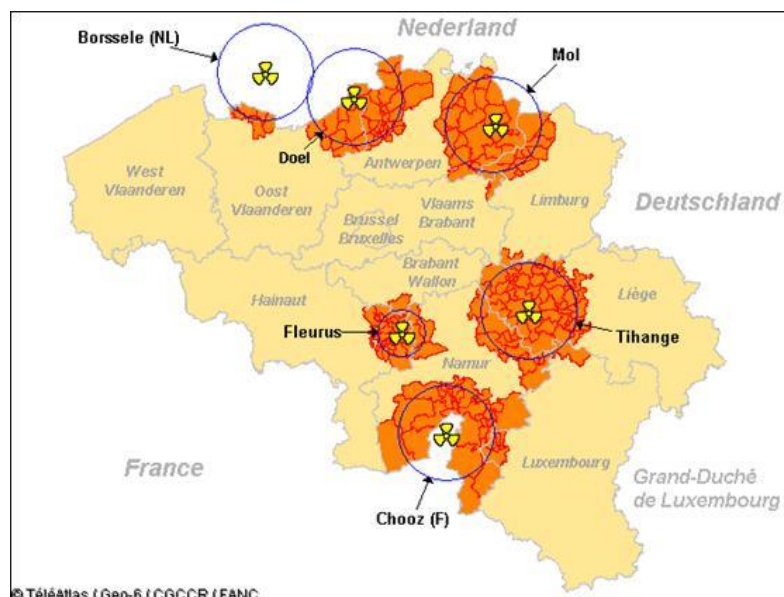 Nederland
Borssele (NL)
Mol
Doel
Antwerpen
West
Vlaanderen
Oost
Vlaanderen
Vlaams
Brabant
Limburg
Deutschland
Brussel
Bruxelles
Brabant
Wallon
Hainaut
Liège
Fleurus
Tihange
Namur
France
Luxembourg
Grand-Duché
de Luxembourg
Chooz (F)
© TéléAtlas / Geo-6 / CGCCR / FANC